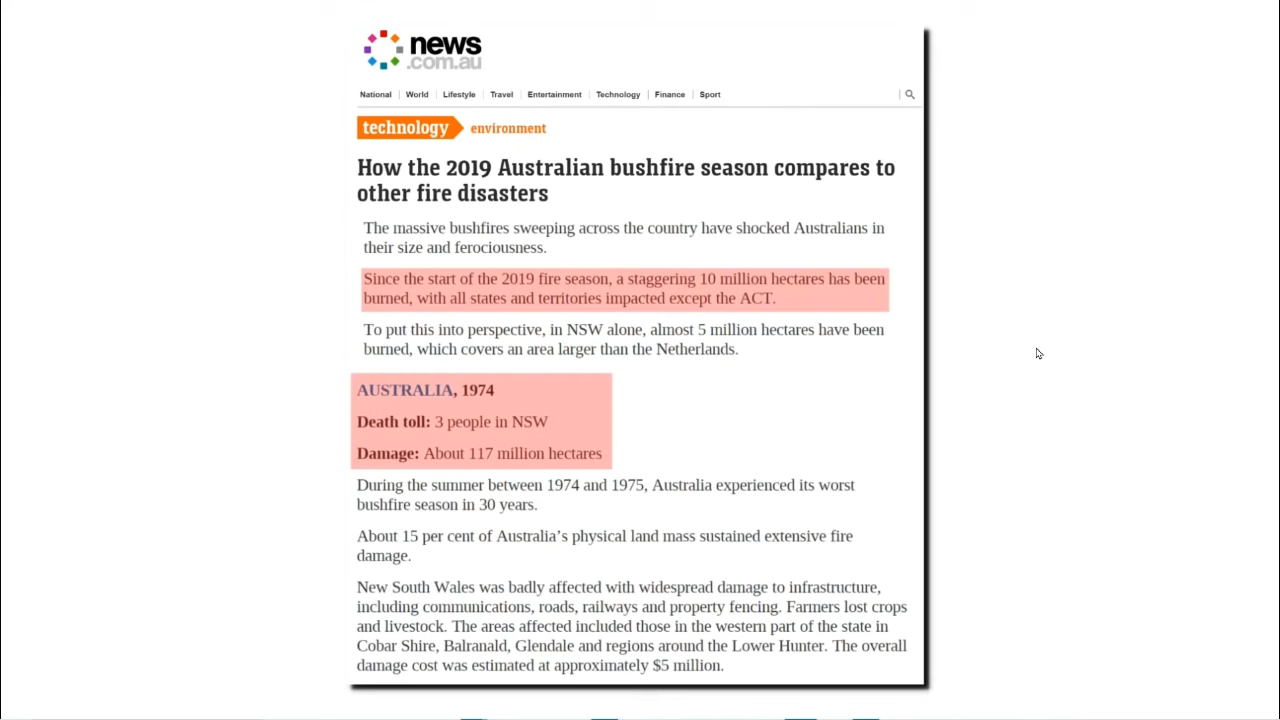 news
.com.au
National World Lifestyle Travel Entertainment Technology Finance Sport
technology environment
How the 2019 Australian bushfire season compares to
other fire disasters
The massive bushfires sweeping across the country have shocked Australians in
their size and ferociousness.
Since the start of the 2019 fire season, a staggering 10 million hectares has been
burned, with all states and territories impacted except the ACT.
To put this into perspective, in NSW alone, almost 5 million hectares have been
burned, which covers an area larger than the Netherlands.
AUSTRALIA, 1974
Death toll: 3 people in NSW
Damage: About 117 million hectares
During the summer between 1974 and 1975, Australia experienced its worst
bushfire season in 30 years.
About 15 per cent of Australia’s physical land mass sustained extensive fire
damage.
New South Wales was badly affected with widespread damage to infrastructure,
including communications, roads, railways and property fencing. Farmers lost crops
and livestock. The areas affected included those in the western part of the state in
Cobar Shire, Balranald, Glendale and regions around the Lower Hunter. The overall
damage cost was estimated at approximately $5 million.